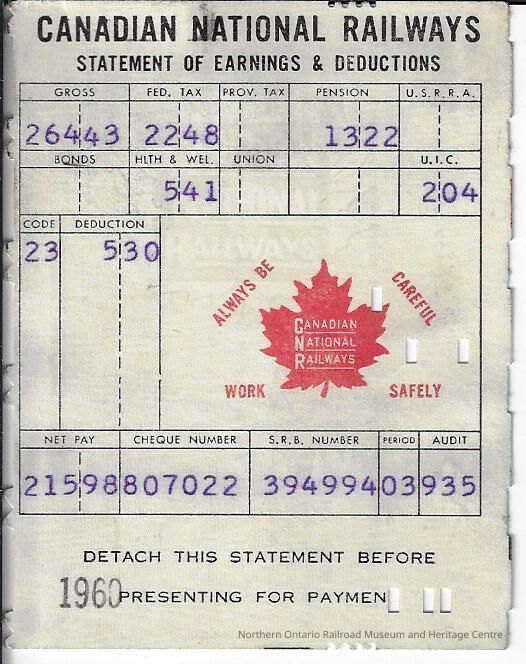 CANADIAN NATIONAL RAILWAYS
STATEMENT OF EARNINGS & DEDUCTIONS
GROSS FED. TAX PROV. TAX PENSION U.S.R.R.A.
26443 2248 1322
BONDS HLTH & WEL. UNION U.I.C.
541 204
CODE DEDUCTION
23 530
ALWAYS BE CAREFUL
CANADIAN
NATIONAL
RAILWAYS
WORK SAFELY
NET PAY CHEQUE NUMBER S.R.B. NUMBER PERIOD AUDIT
21598 807022 394994 03 935
DETACH THIS STATEMENT BEFORE
1960 PRESENTING FOR PAYMEN
Northern Ontario Railroad Museum and Heritage Centre